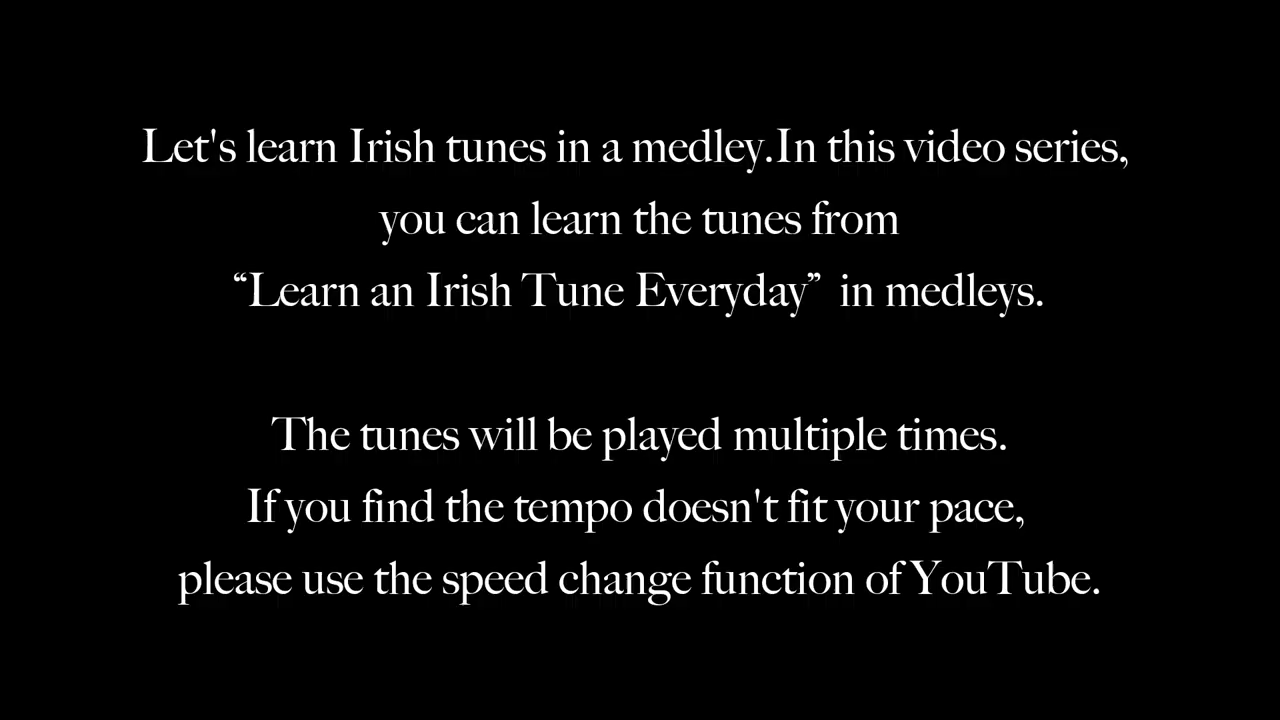 Let's learn Irish tunes in a medley.In this video series,
you can learn the tunes from
“Learn an Irish Tune Everyday” in medleys.
The tunes will be played multiple times.
If you find the tempo doesn't fit your pace,
please use the speed change function of YouTube.